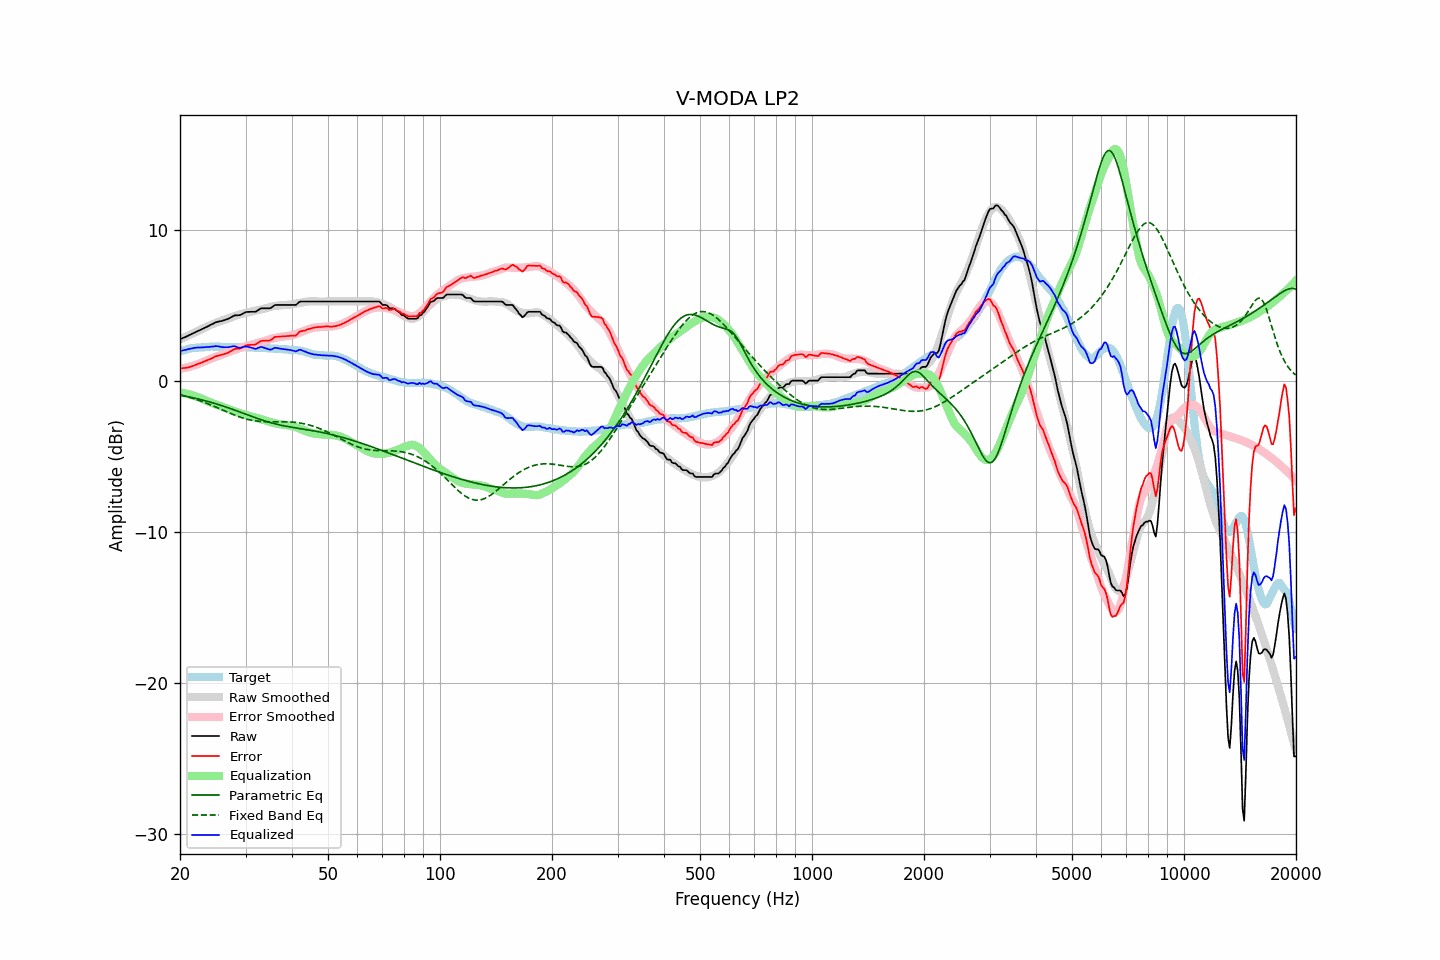 V-MODA LP2
Amplitude (dBr)
10
0
−10
−20
−30
Target
Raw Smoothed
Error Smoothed
Raw
Error
Equalization
Parametric Eq
Fixed Band Eq
Equalized
20 50 100 200 500 1000 2000 5000 10000 20000
Frequency (Hz)